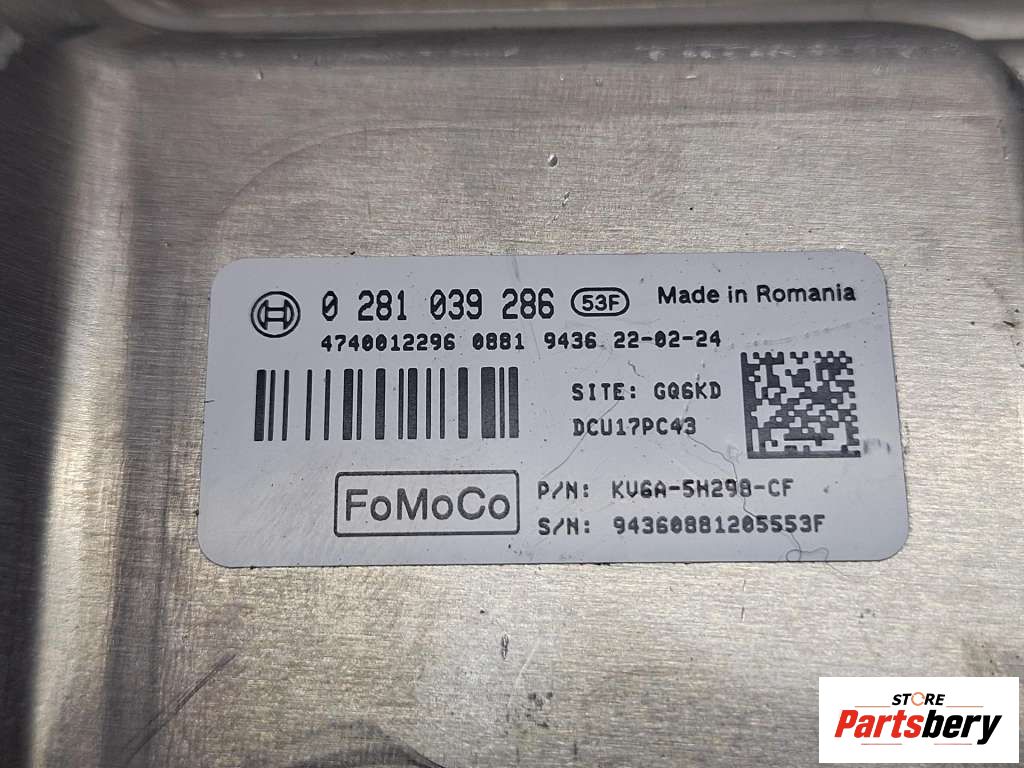 0 281 039 286 53F Made in Romania
4740012296 0881 9436 22-02-24
SITE: GQ6KD
DCU17PC43
FoMoCo
P/N: KV6A-5H298-CF
S/N: 94360881205553F
STORE
Partsbery